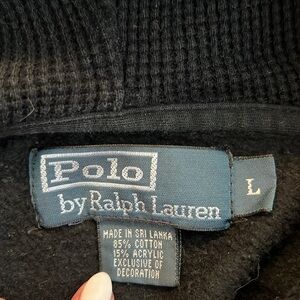 Polo
by Ralph Lauren
L
MADE IN SRI LANKA
85% COTTON
15% ACRYLIC
EXCLUSIVE OF
DECORATION